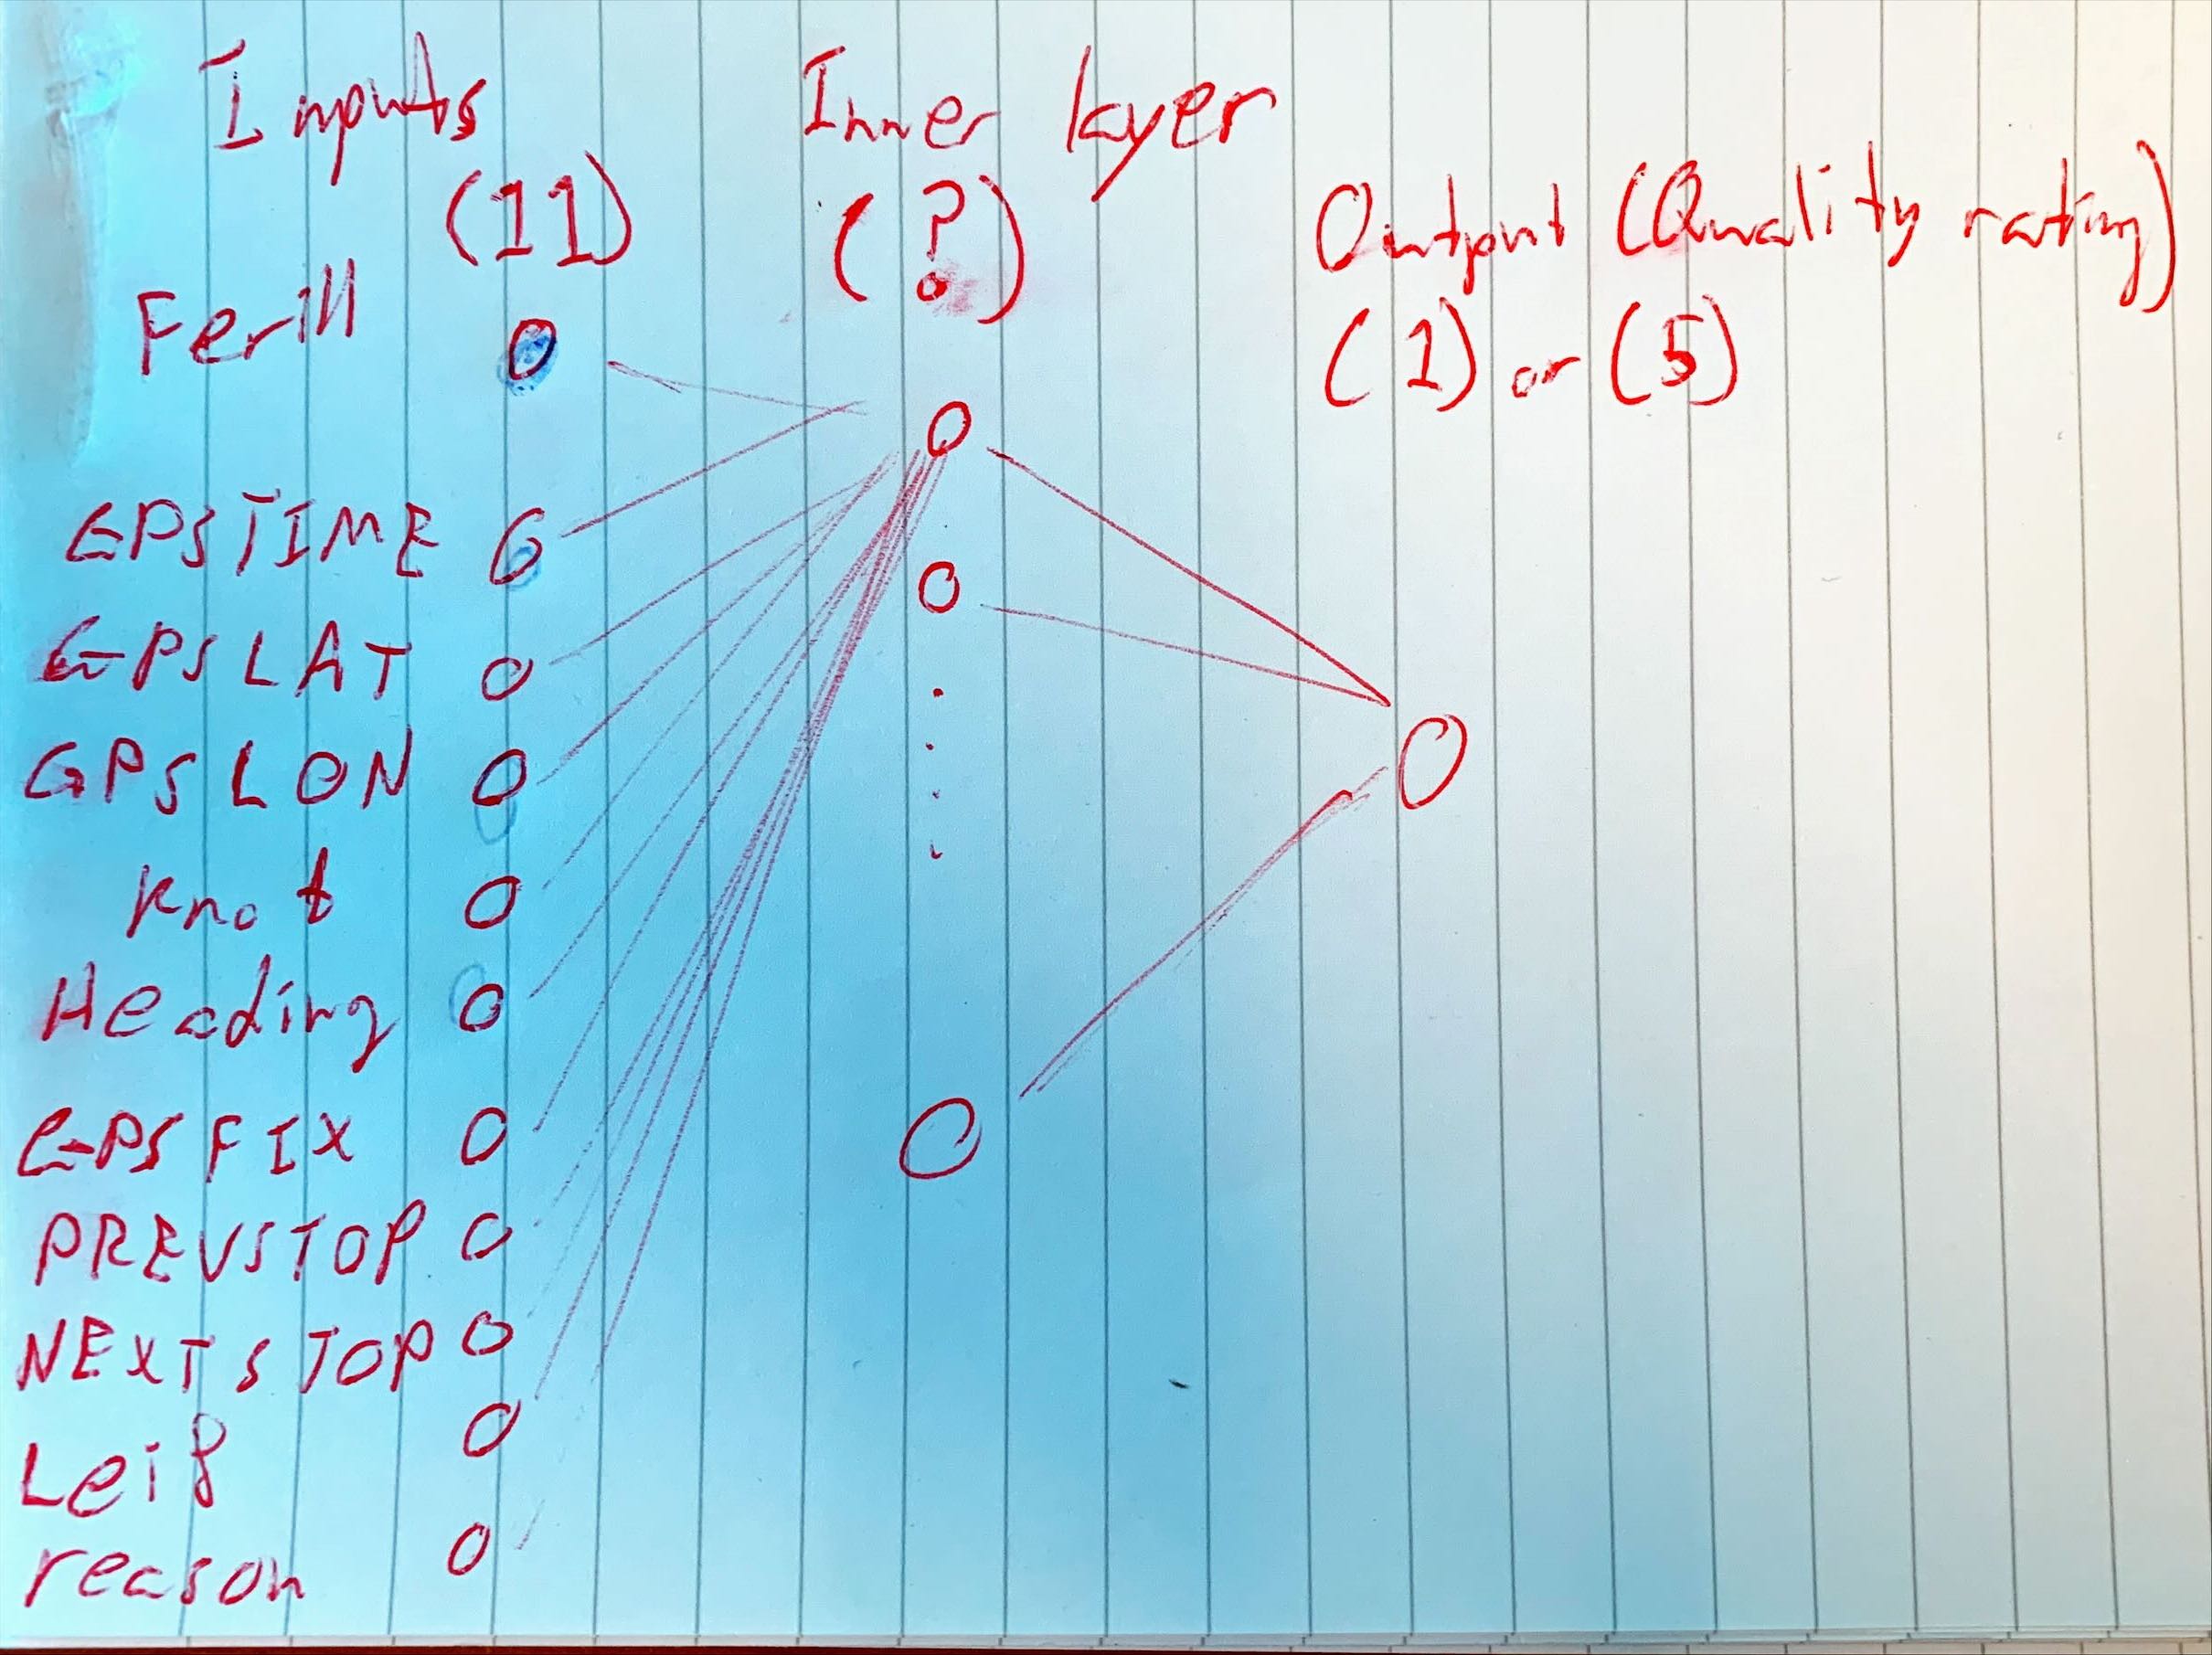 Inputs
(11)
Inner layer
(?)
Output (Quality rating)
(1) or (5)
Ferill
GPSTIME
GPSLAT
GPSLON
Knot
Heading
GPSFIX
PREVSTOP
NEXTSTOP
Leið
reason